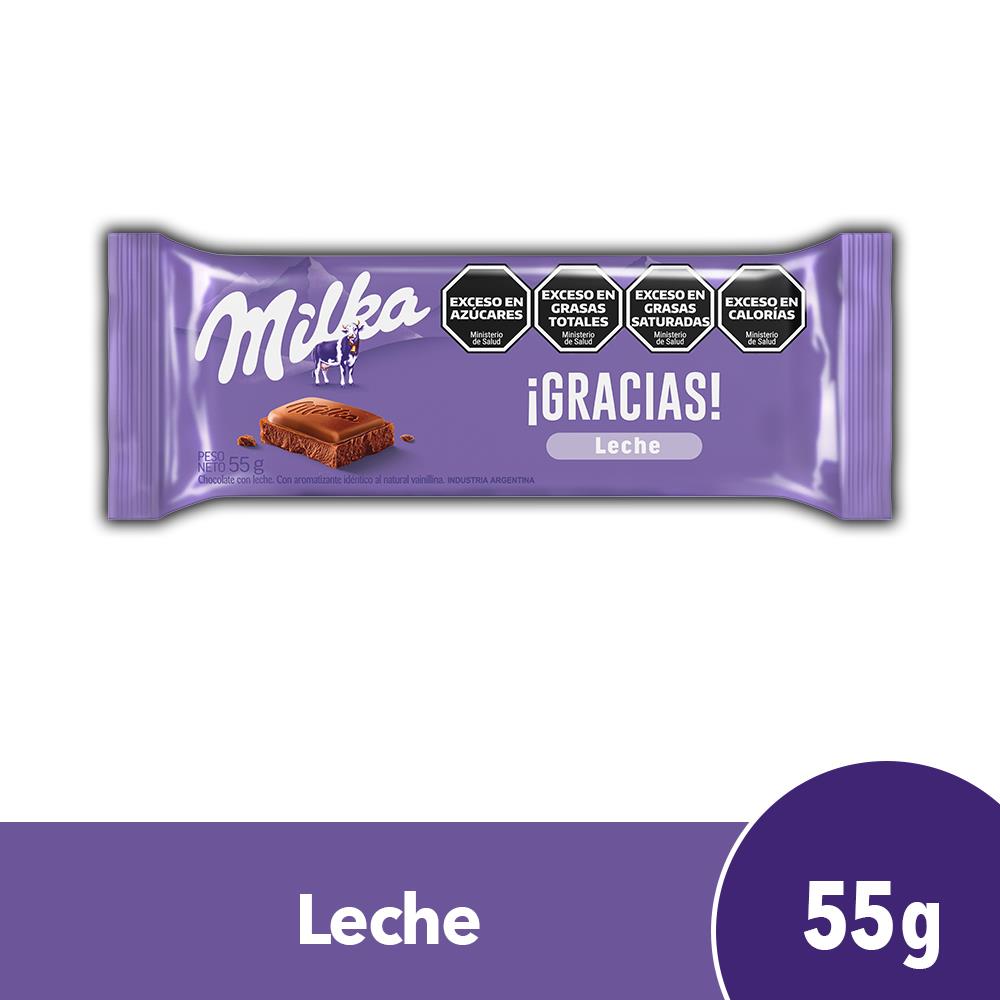 Milka
EXCESO EN
AZÚCARES
Ministerio
de Salud
EXCESO EN
GRASAS
TOTALES
Ministerio
de Salud
EXCESO EN
GRASAS
SATURADAS
Ministerio
de Salud
EXCESO EN
CALORÍAS
Ministerio
de Salud
¡GRACIAS!
Leche
Milka
PESO
NETO 55 g
Chocolate con leche. Con aromatizante idéntico al natural vainillina. INDUSTRIA ARGENTINA
Leche
55g